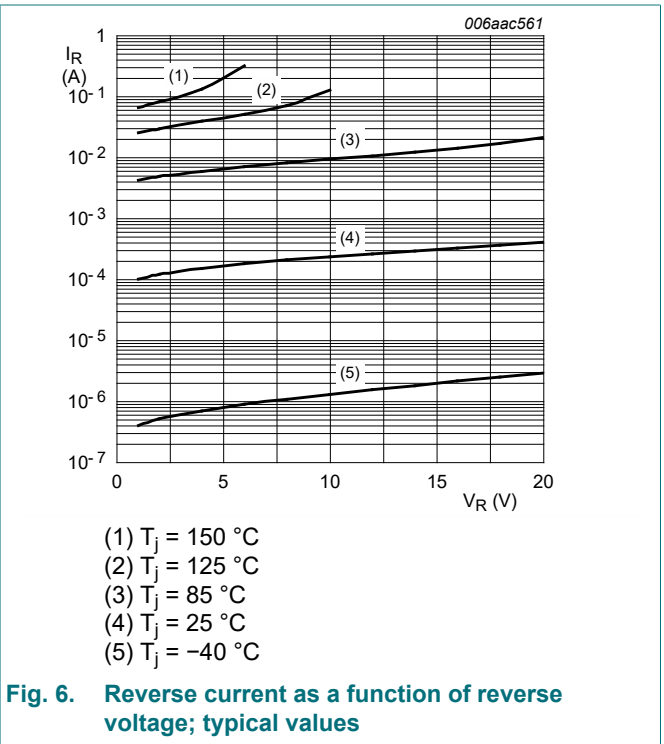 006aac561
1
I_R
(A)
10^-1
10^-2
10^-3
10^-4
10^-5
10^-6
10^-7
(1)
(2)
(3)
(4)
(5)
0 5 10 15 20
V_R (V)
(1) T_j = 150 °C
(2) T_j = 125 °C
(3) T_j = 85 °C
(4) T_j = 25 °C
(5) T_j = −40 °C
Fig. 6. Reverse current as a function of reverse
voltage; typical values